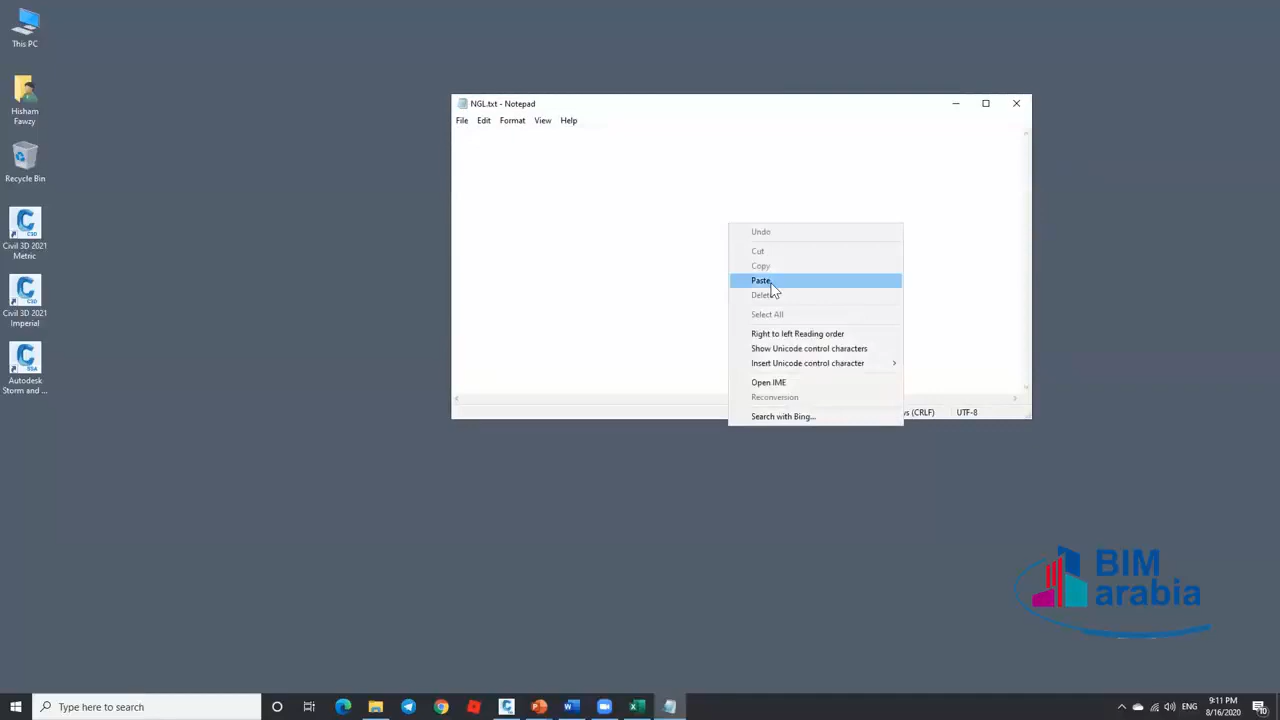 This PC
Hisham
Fawzy
Recycle Bin
Civil 3D 2021
Metric
Civil 3D 2021
Imperial
Autodesk
Storm and ...
NGL.txt - Notepad
File Edit Format View Help
Undo
Cut
Copy
Paste
Delete
Select All
Right to left Reading order
Show Unicode control characters
Insert Unicode control character
Open IME
Reconversion
Search with Bing...
(CRLF) UTF-8
BIM
arabia
Type here to search
ENG
9:11 PM
8/16/2020
10